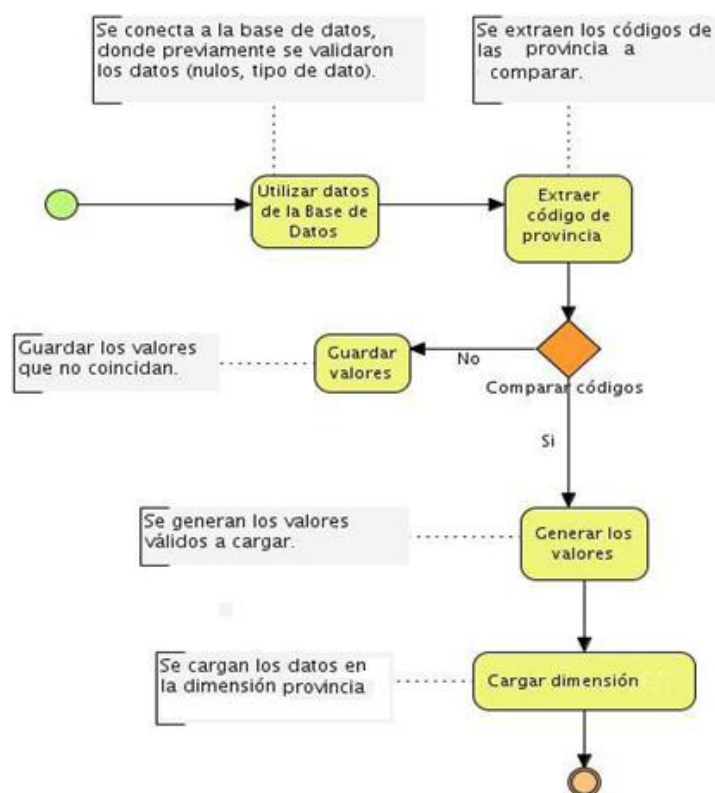 Se conecta a la base de datos,
donde previamente se validaron
los datos (nulos, tipo de dato).
Se extraen los códigos de
las provincia a
comparar.
Utilizar datos
de la Base de
Datos
Extraer
código de
provincia
Guardar los valores
que no coincidan.
Guardar
valores
No
Comparar códigos
Si
Se generan los valores
válidos a cargar.
Generar los
valores
Se cargan los datos en
la dimensión provincia
Cargar dimensión